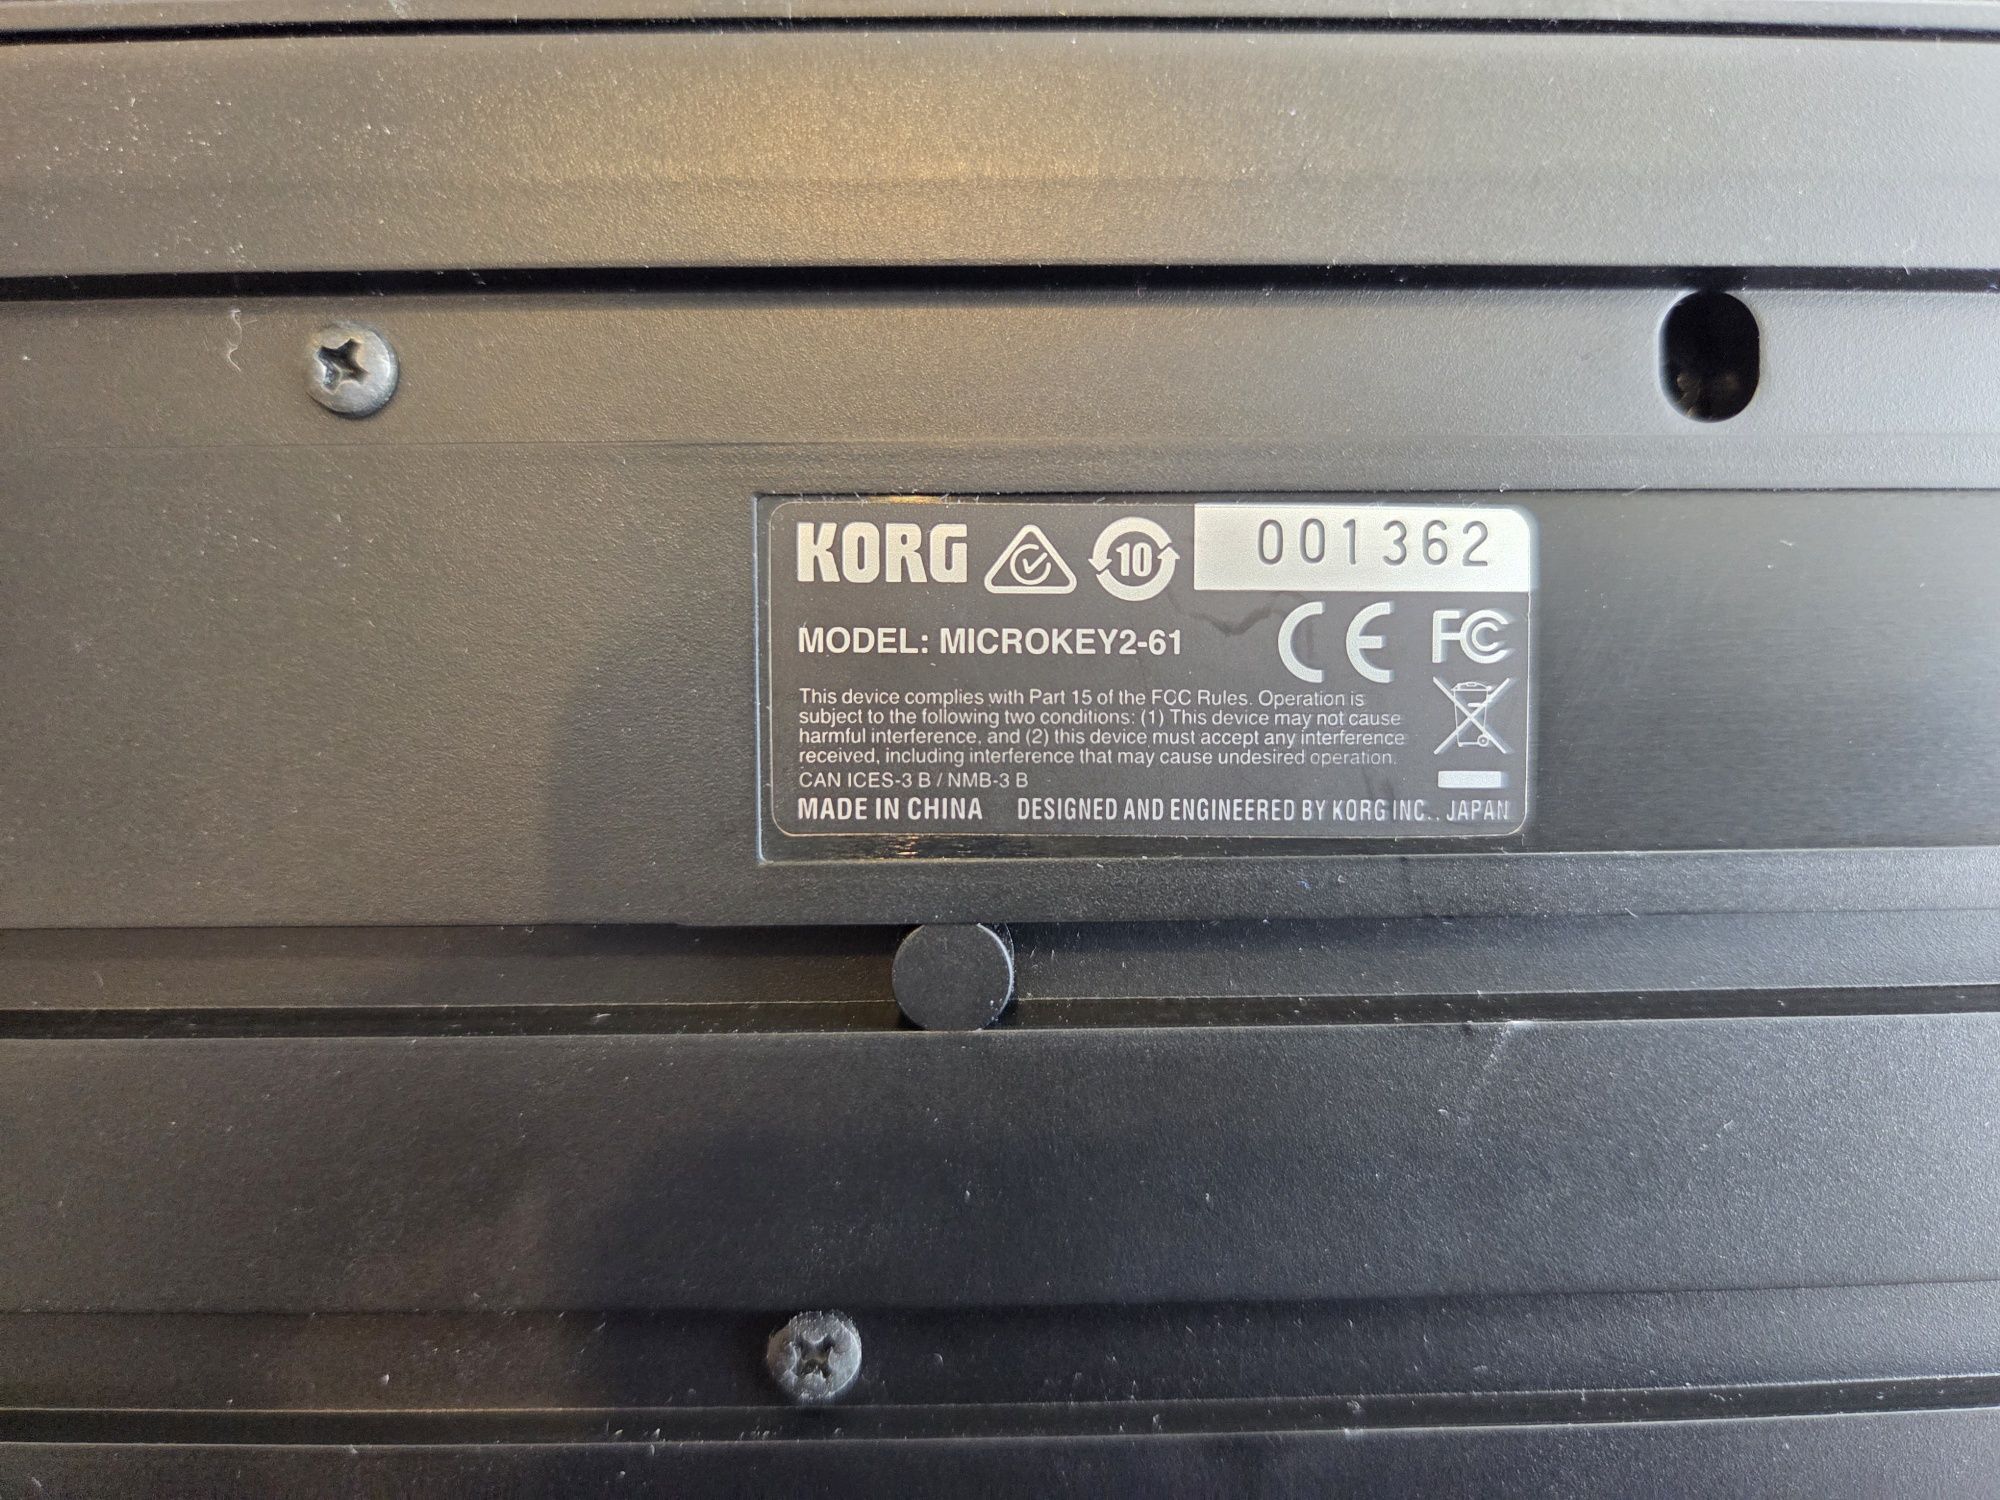 KORG 10 001362
MODEL: MICROKEY2-61 CE FC
This device complies with Part 15 of the FCC Rules. Operation is
subject to the following two conditions: (1) This device may not cause
harmful interference, and (2) this device must accept any interference
received, including interference that may cause undesired operation.
CAN ICES-3 B / NMB-3 B
MADE IN CHINA DESIGNED AND ENGINEERED BY KORG INC., JAPAN